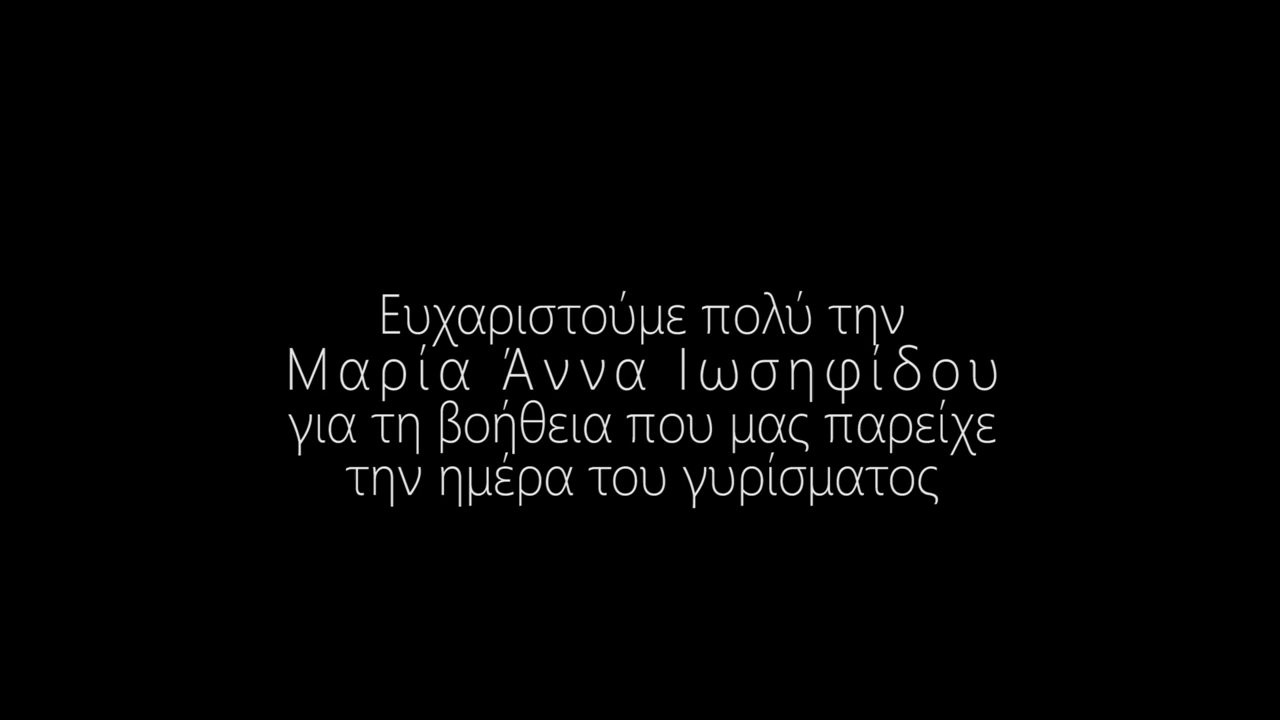 Ευχαριστούμε πολύ την
Μαρία Άννα Ιωσηφίδου
για τη βοήθεια που μας παρείχε
την ημέρα του γυρίσματος